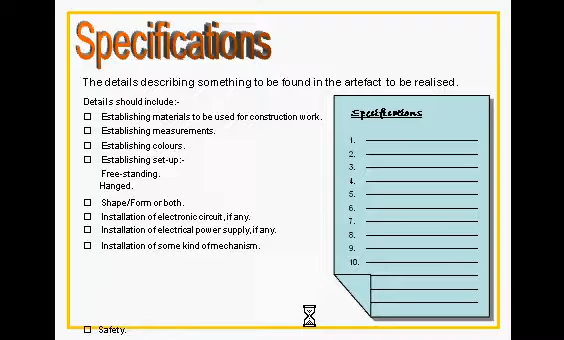 Specifications
The details describing something to be found in the artefact to be realised.
Details should include:-
Establishing materials to be used for construction work.
Establishing measurements.
Establishing colours.
Establishing set-up:-
Free-standing.
Hanged.
Shape/Form or both.
Installation of electronic circuit, if any.
Installation of electrical power supply, if any.
Installation of some kind of mechanism.
Safety.
Specifications
1.
2.
3.
4.
5.
6.
7.
8.
9.
10.